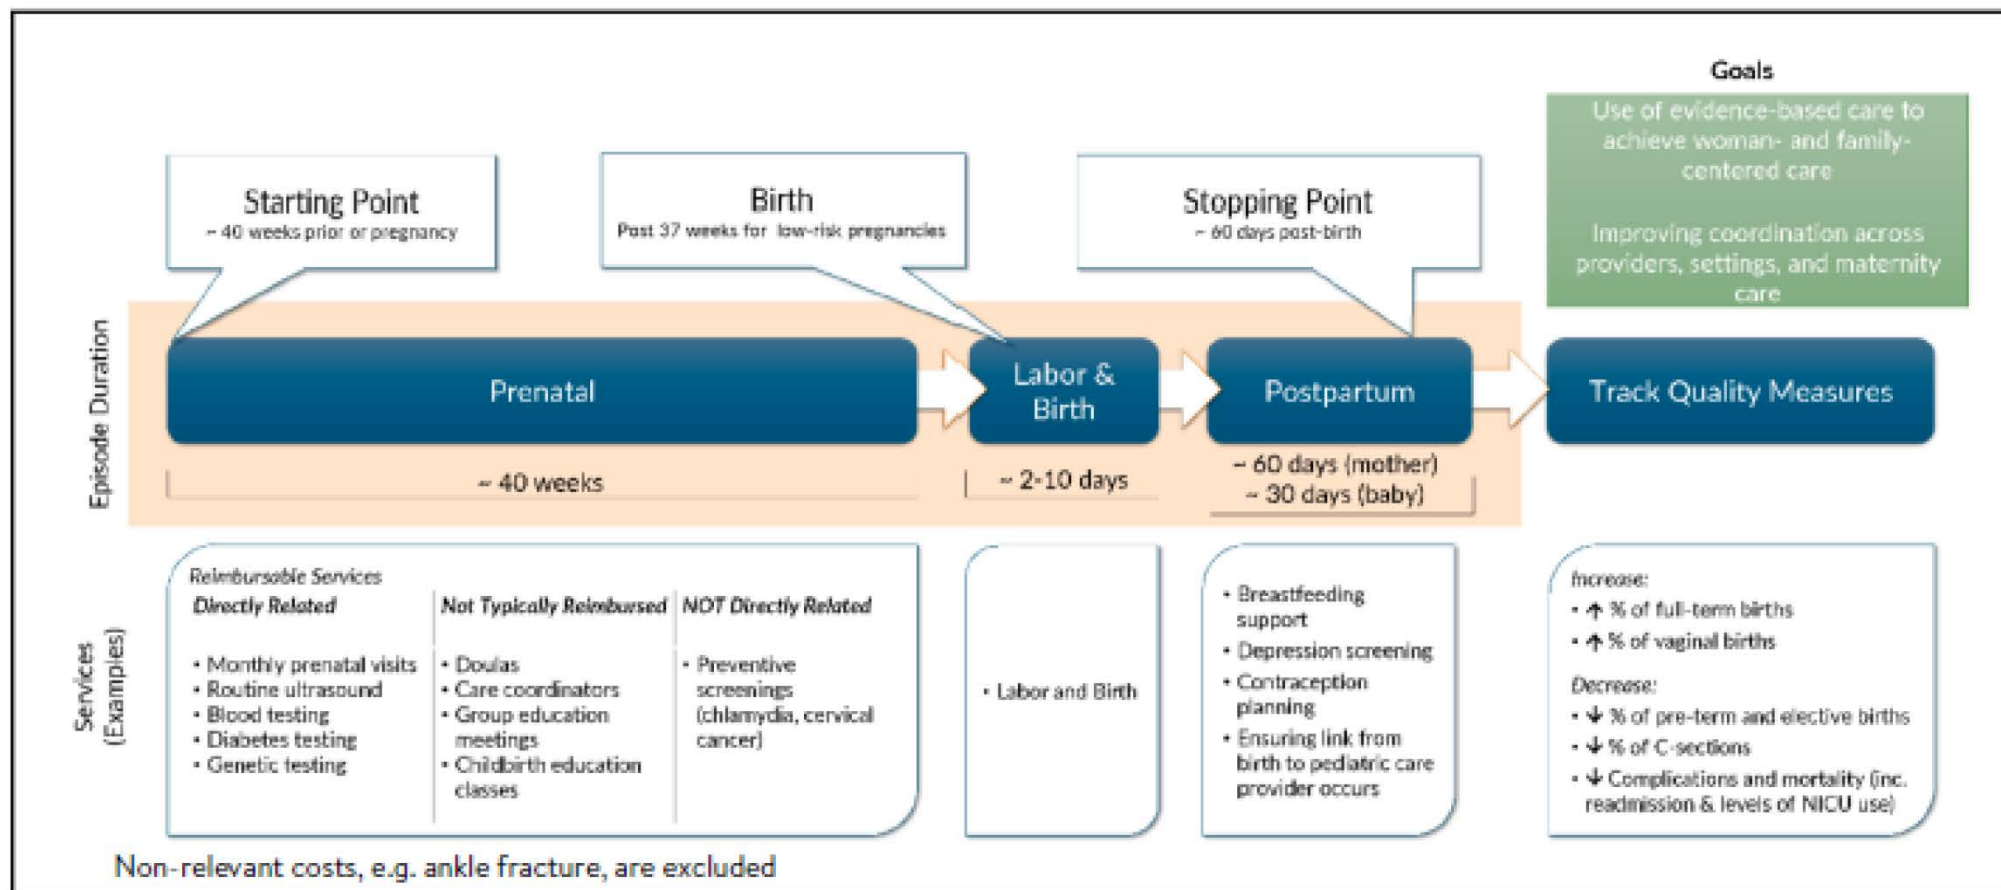 Goals
Use of evidence-based care to
achieve woman- and family-
centered care
Improving coordination across
providers, settings, and maternity
care
Starting Point
~ 40 weeks prior or pregnancy
Birth
Post 37 weeks for low-risk pregnancies
Stopping Point
~ 60 days post-birth
Episode Duration
Prenatal
Labor &
Birth
Postpartum
Track Quality Measures
~ 40 weeks
~ 2-10 days
~ 60 days (mother)
~ 30 days (baby)
Services
(Examples)
Reimbursable Services
Directly Related
• Monthly prenatal visits
• Routine ultrasound
• Blood testing
• Diabetes testing
• Genetic testing
Not Typically Reimbursed
• Doulas
• Care coordinators
• Group education
meetings
• Childbirth education
classes
NOT Directly Related
• Preventive
screenings
(chlamydia, cervical
cancer)
• Labor and Birth
• Breastfeeding
support
• Depression screening
• Contraception
planning
• Ensuring link from
birth to pediatric care
provider occurs
Increase:
• ↑ % of full-term births
• ↑ % of vaginal births
Decrease:
• ↓ % of pre-term and elective births
• ↓ % of C-sections
• ↓ Complications and mortality (inc.
readmission & levels of NICU use)
Non-relevant costs, e.g. ankle fracture, are excluded